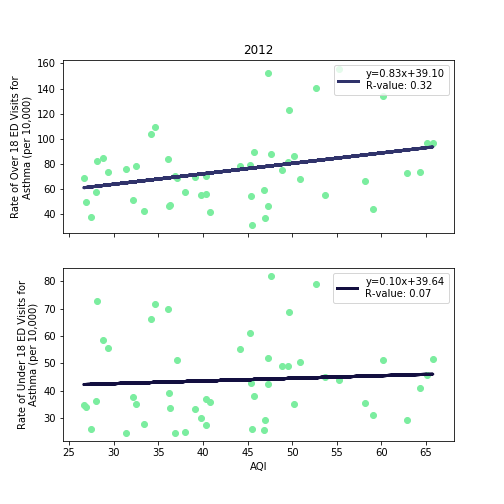 2012
160
140
120
100
80
60
40
Rate of Over 18 ED Visits for
Asthma (per 10,000)
y=0.83x+39.10
R-value: 0.32
80
70
60
50
40
30
Rate of Under 18 ED Visits for
Asthma (per 10,000)
y=0.10x+39.64
R-value: 0.07
25 30 35 40 45 50 55 60 65
AQI